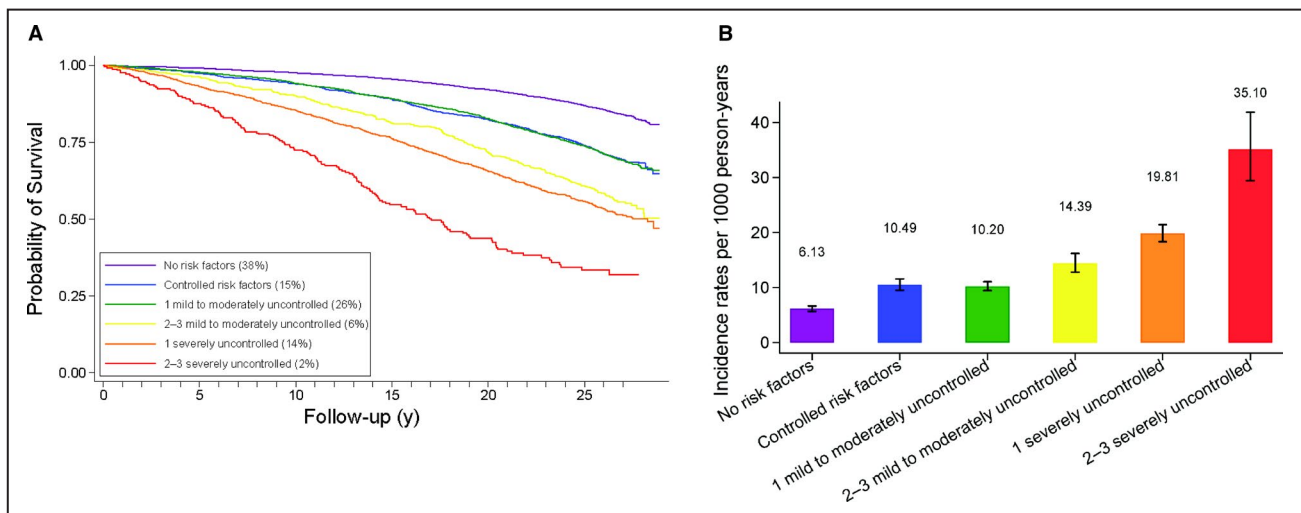 A
Probability of Survival
1.00
0.75
0.50
0.25
0.00
No risk factors (38%)
Controlled risk factors (15%)
1 mild to moderately uncontrolled (26%)
2–3 mild to moderately uncontrolled (6%)
1 severely uncontrolled (14%)
2–3 severely uncontrolled (2%)
0 5 10 15 20 25
Follow-up (y)
B
Incidence rates per 1000 person-years
40
30
20
10
0
6.13
10.49
10.20
14.39
19.81
35.10
No risk factors
Controlled risk factors
1 mild to moderately uncontrolled
2–3 mild to moderately uncontrolled
1 severely uncontrolled
2–3 severely uncontrolled